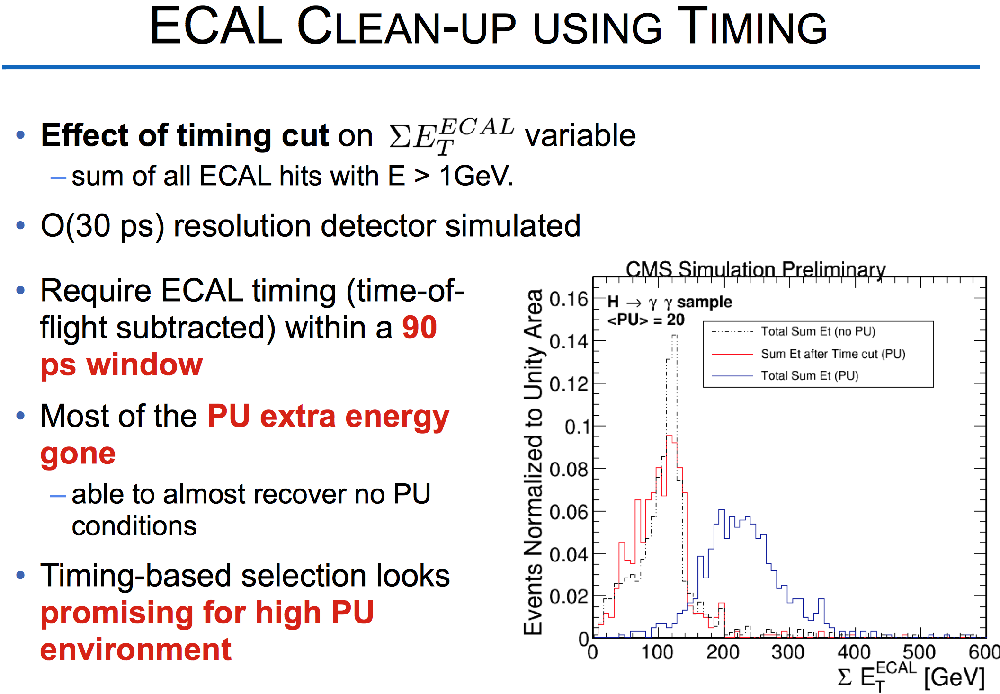 ECAL CLEAN-UP USING TIMING
• Effect of timing cut on ΣE_T^{ECAL} variable
– sum of all ECAL hits with E > 1GeV.
• O(30 ps) resolution detector simulated
• Require ECAL timing (time-of-
flight subtracted) within a 90
ps window
• Most of the PU extra energy
gone
– able to almost recover no PU
conditions
• Timing-based selection looks
promising for high PU
environment
CMS Simulation Preliminary
H → γ γ sample
<PU> = 20
Total Sum Et (no PU)
Sum Et after Time cut (PU)
Total Sum Et (PU)
Events Normalized to Unity Area
0.16
0.14
0.12
0.1
0.08
0.06
0.04
0.02
0
0 100 200 300 400 500 600
Σ E_T^{ECAL} [GeV]